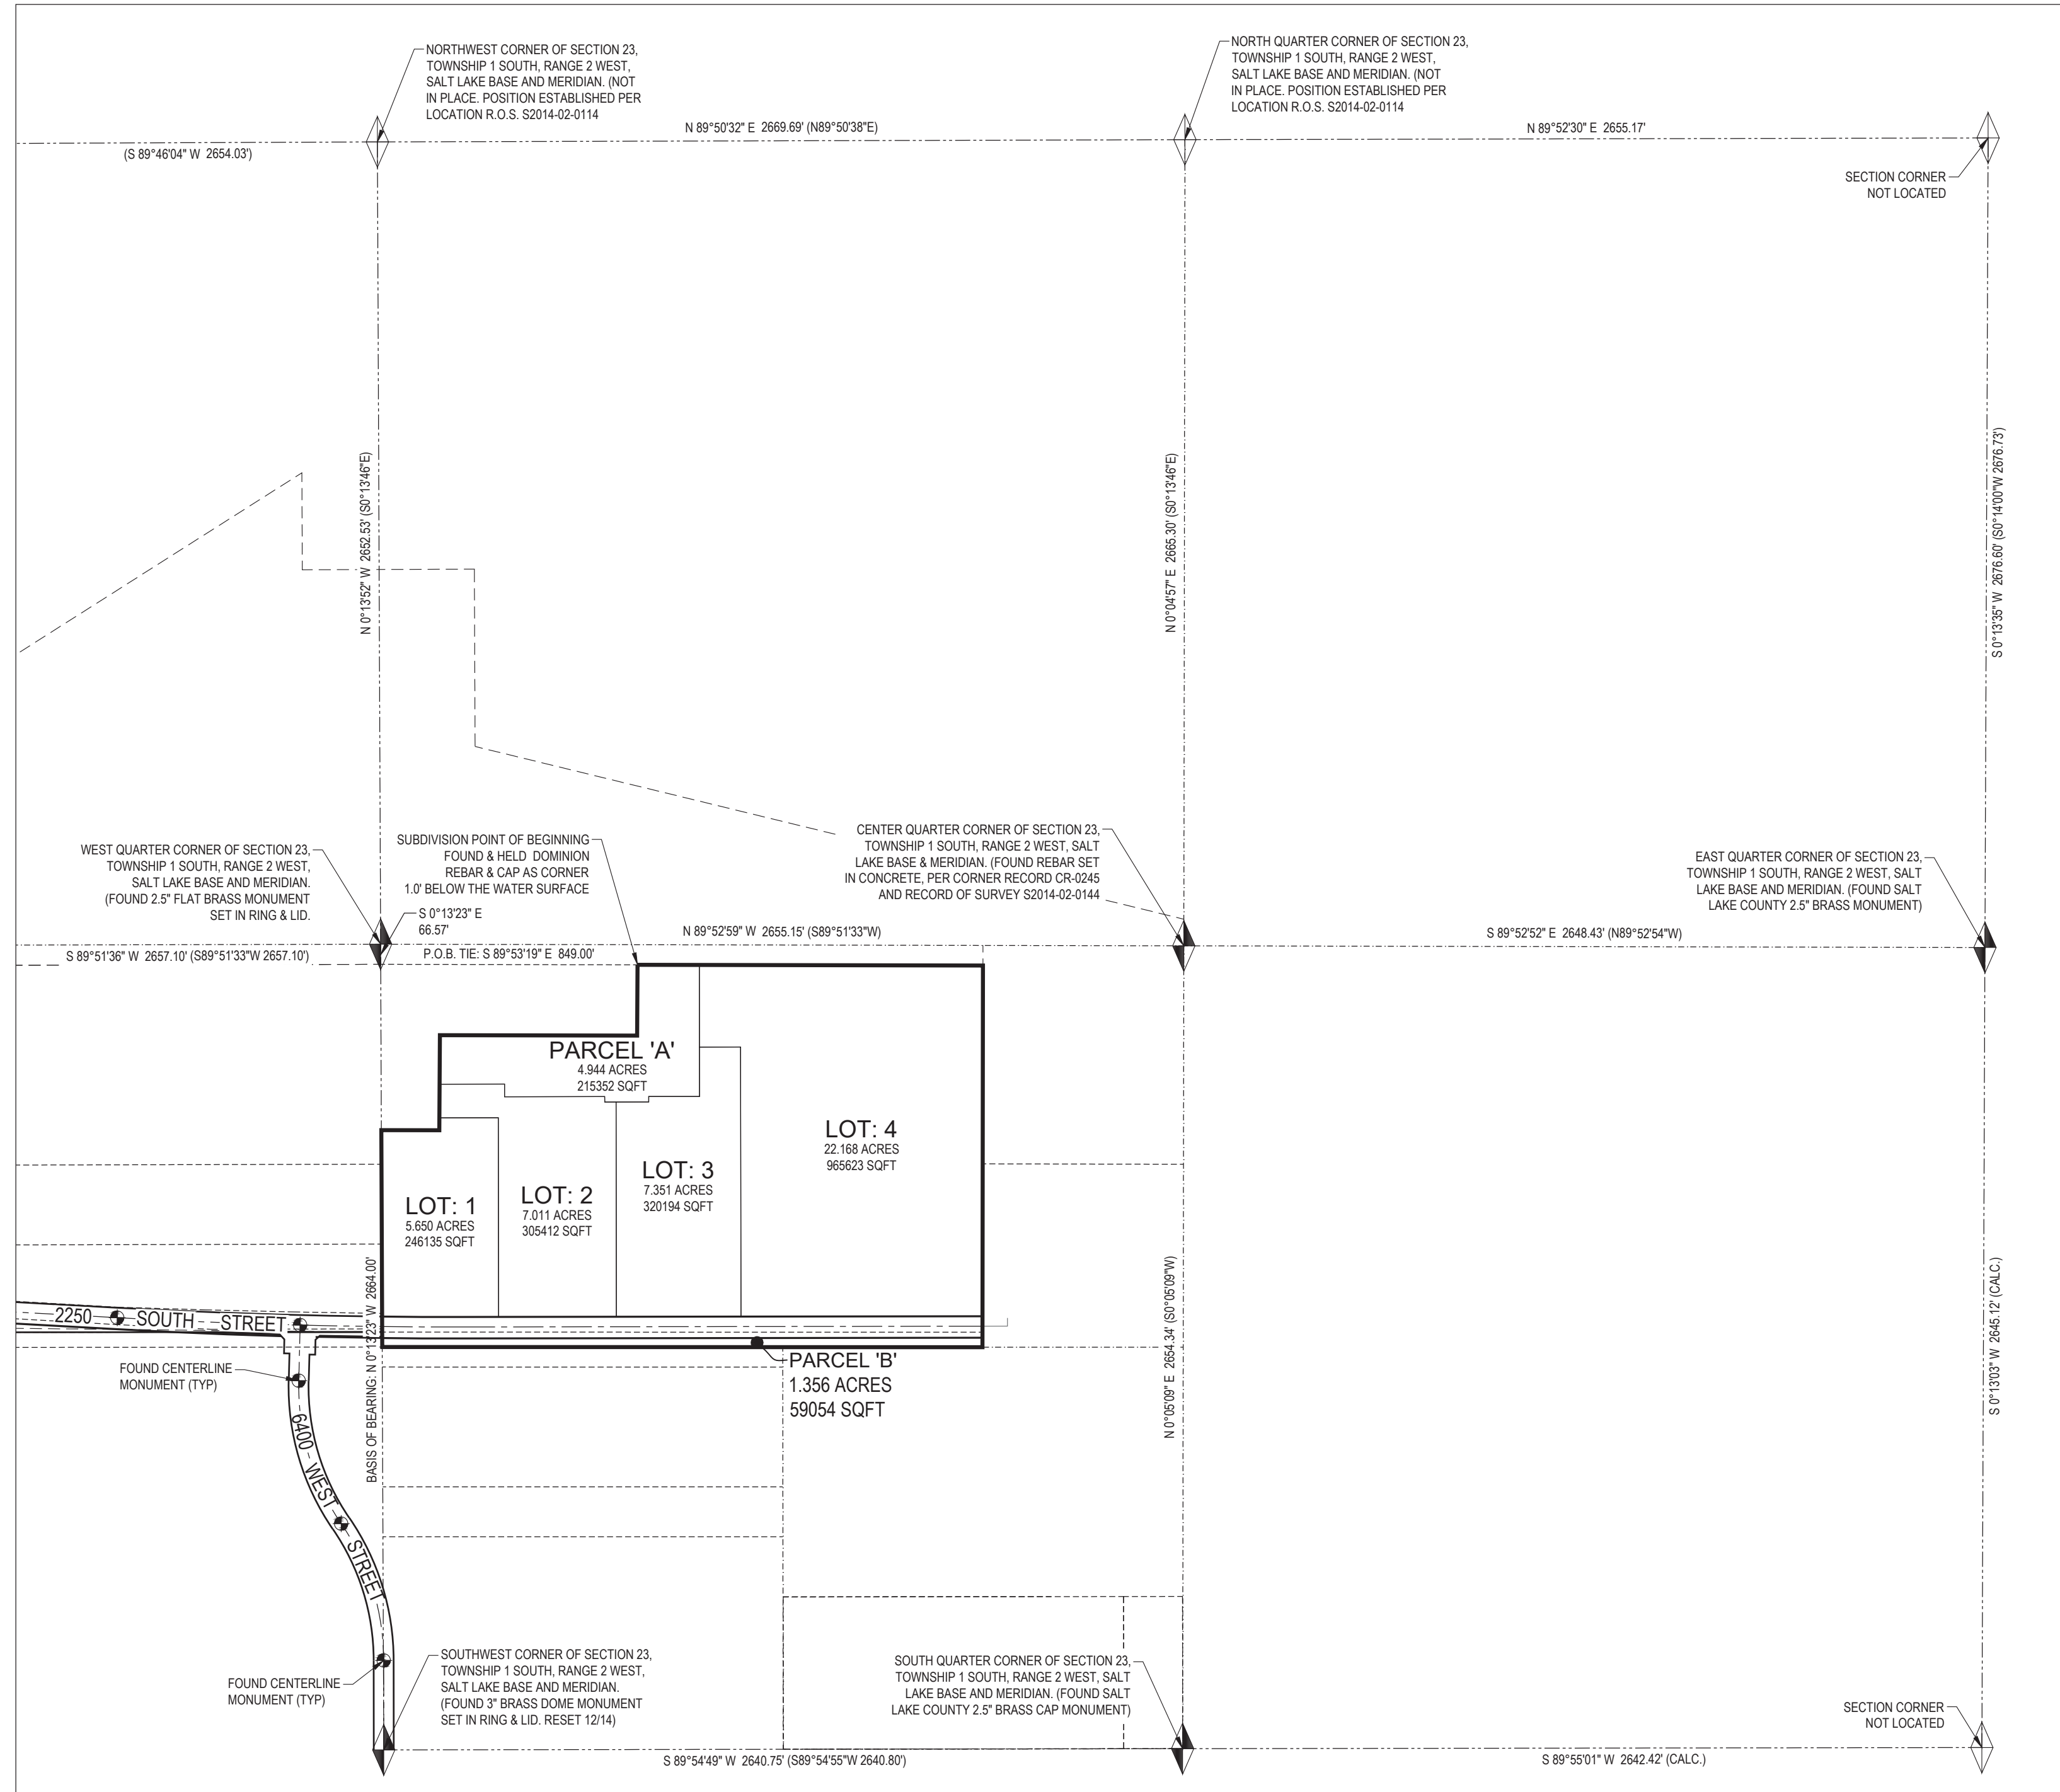 NORTHWEST CORNER OF SECTION 23,
TOWNSHIP 1 SOUTH, RANGE 2 WEST,
SALT LAKE BASE AND MERIDIAN. (NOT
IN PLACE. POSITION ESTABLISHED PER
LOCATION R.O.S. S2014-02-0114
NORTH QUARTER CORNER OF SECTION 23,
TOWNSHIP 1 SOUTH, RANGE 2 WEST,
SALT LAKE BASE AND MERIDIAN. (NOT
IN PLACE. POSITION ESTABLISHED PER
LOCATION R.O.S. S2014-02-0114
(S 89°46'04" W 2654.03')
N 89°50'32" E 2669.69' (N89°50'38"E)
N 89°52'30" E 2655.17'
SECTION CORNER
NOT LOCATED
N 0°13'52" W 2652.53' (S0°13'46"E)
N 0°04'57" E 2665.30' (S0°13'46"E)
S 0°13'35" W 2676.60' (S0°14'00"W 2676.73')
WEST QUARTER CORNER OF SECTION 23,
TOWNSHIP 1 SOUTH, RANGE 2 WEST,
SALT LAKE BASE AND MERIDIAN.
(FOUND 2.5" FLAT BRASS MONUMENT
SET IN RING & LID.
SUBDIVISION POINT OF BEGINNING
FOUND & HELD DOMINION
REBAR & CAP AS CORNER
1.0' BELOW THE WATER SURFACE
S 0°13'23" E
66.57'
CENTER QUARTER CORNER OF SECTION 23,
TOWNSHIP 1 SOUTH, RANGE 2 WEST, SALT
LAKE BASE & MERIDIAN. (FOUND REBAR SET
IN CONCRETE, PER CORNER RECORD CR-0245
AND RECORD OF SURVEY S2014-02-0144
EAST QUARTER CORNER OF SECTION 23,
TOWNSHIP 1 SOUTH, RANGE 2 WEST, SALT
LAKE BASE AND MERIDIAN. (FOUND SALT
LAKE COUNTY 2.5" BRASS MONUMENT)
N 89°52'59" W 2655.15' (S89°51'33"W)
S 89°52'52" E 2648.43' (N89°52'54"W)
S 89°51'36" W 2657.10' (S89°51'33"W 2657.10')
P.O.B. TIE: S 89°53'19" E 849.00'
PARCEL 'A'
4.944 ACRES
215352 SQFT
LOT: 4
22.168 ACRES
965623 SQFT
LOT: 3
7.351 ACRES
320194 SQFT
LOT: 2
7.011 ACRES
305412 SQFT
LOT: 1
5.650 ACRES
246135 SQFT
BASIS OF BEARING: N 0°13'23" W 2664.00'
N 0°05'09" E 2654.34' (S0°05'09"W)
S 0°13'03" W 2645.12' (CALC.)
2250 SOUTH STREET
PARCEL 'B'
1.356 ACRES
59054 SQFT
FOUND CENTERLINE
MONUMENT (TYP)
6400 WEST STREET
FOUND CENTERLINE
MONUMENT (TYP)
SOUTHWEST CORNER OF SECTION 23,
TOWNSHIP 1 SOUTH, RANGE 2 WEST,
SALT LAKE BASE AND MERIDIAN.
(FOUND 3" BRASS DOME MONUMENT
SET IN RING & LID. RESET 12/14)
SOUTH QUARTER CORNER OF SECTION 23,
TOWNSHIP 1 SOUTH, RANGE 2 WEST, SALT
LAKE BASE AND MERIDIAN. (FOUND SALT
LAKE COUNTY 2.5" BRASS CAP MONUMENT)
SECTION CORNER
NOT LOCATED
S 89°54'49" W 2640.75' (S89°54'55"W 2640.80')
S 89°55'01" W 2642.42' (CALC.)